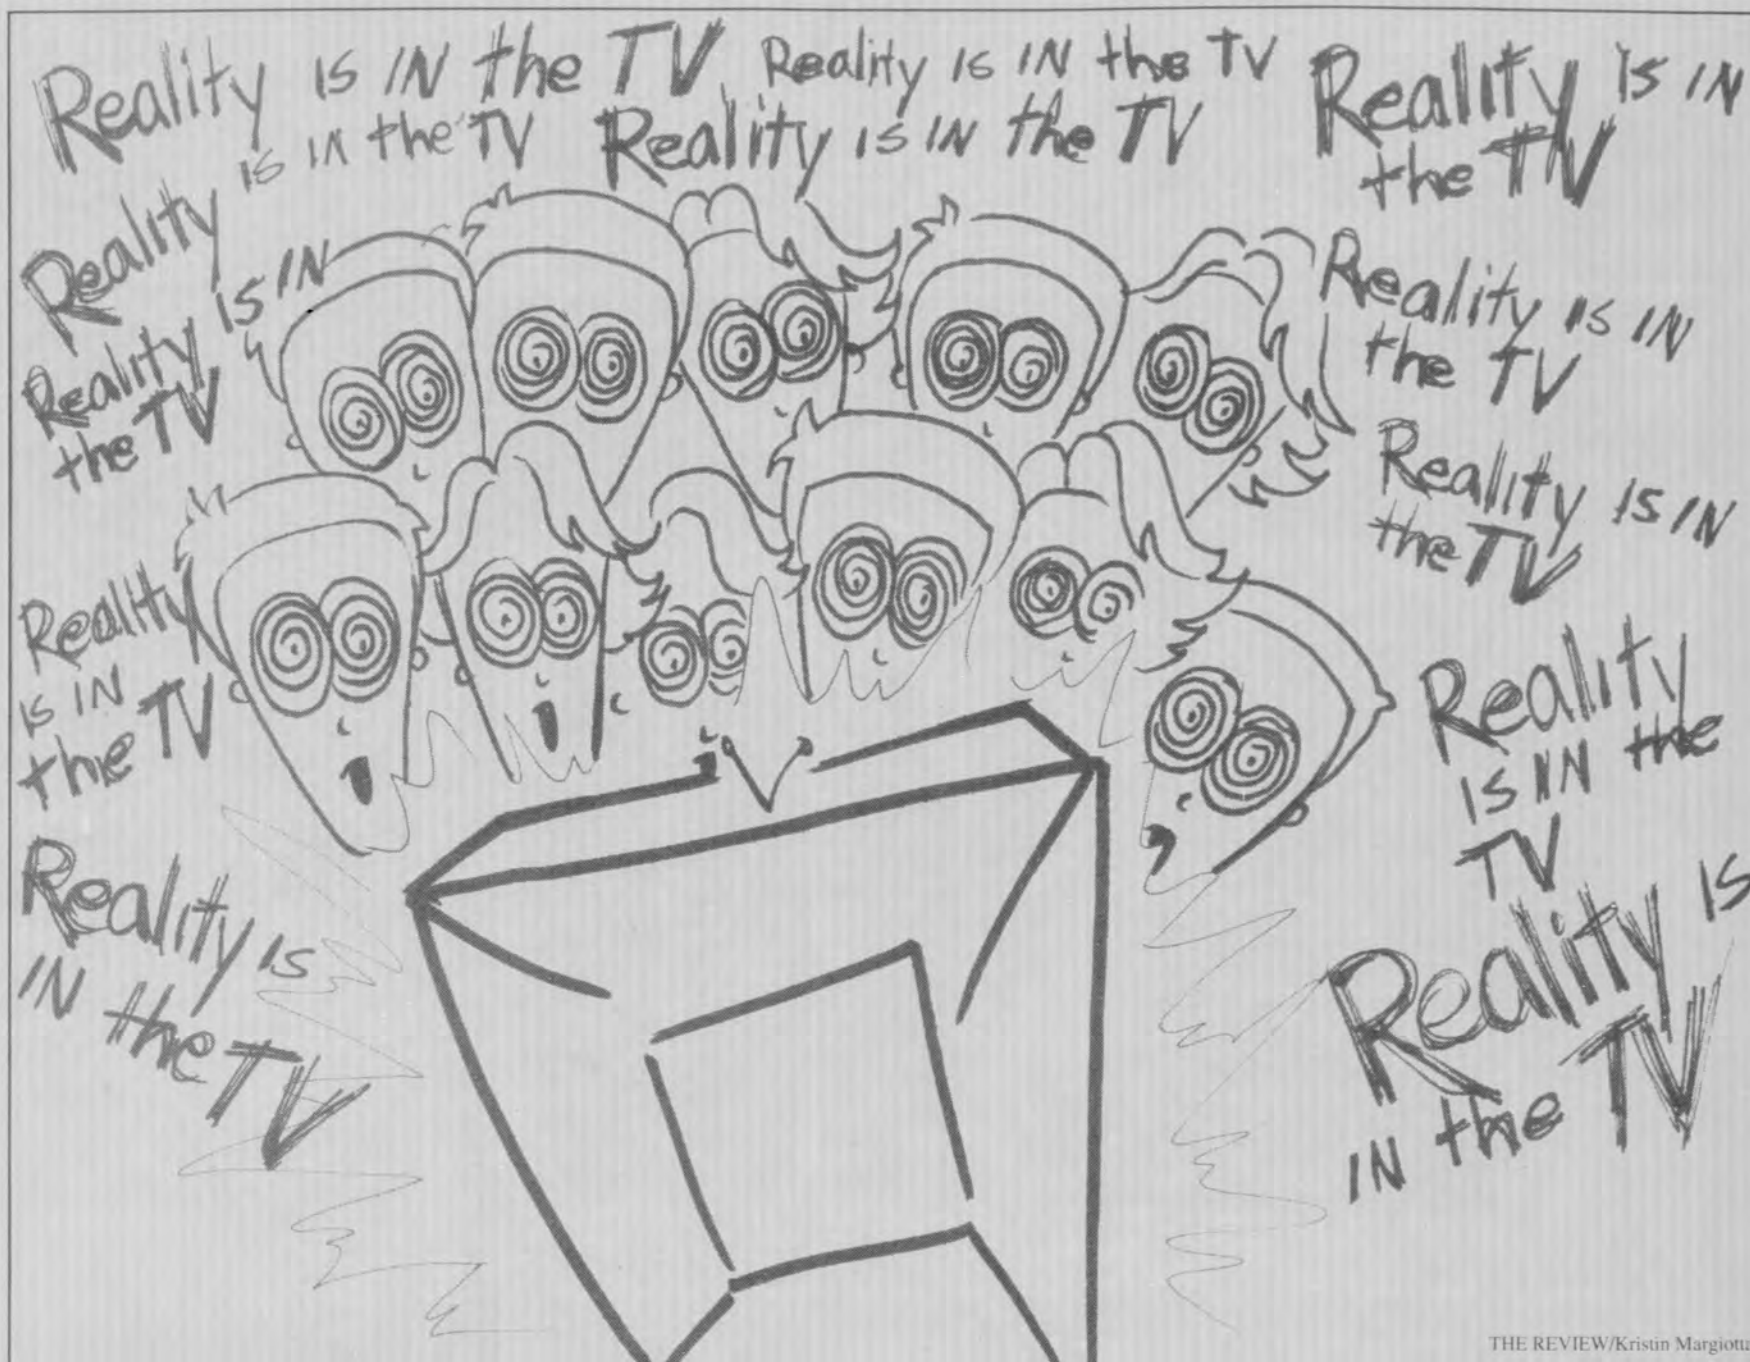 Reality IS IN the TV
Reality IS IN the TV
Reality IS IN
the TV
Reality IS IN the TV
Reality IS IN the TV
Reality IS IN
the TV
Reality IS IN
the TV
Reality IS IN
the TV
Reality
IS IN
the TV
Reality
IS IN the
TV
Reality IS
IN the TV
Reality IS
IN the TV
THE REVIEW/Kristin Margiotta